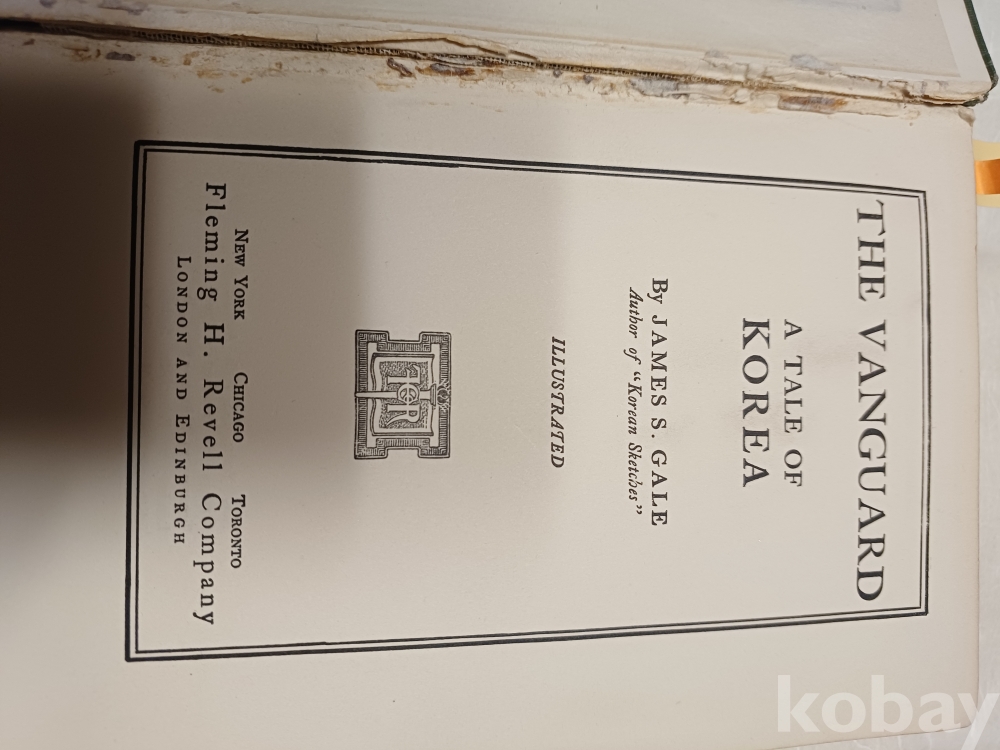 THE VANGUARD
A TALE OF
KOREA
By JAMES S. GALE
Author of “Korean Sketches”
ILLUSTRATED
FHR
NEW YORK CHICAGO TORONTO
Fleming H. Revell Company
LONDON AND EDINBURGH
kobay